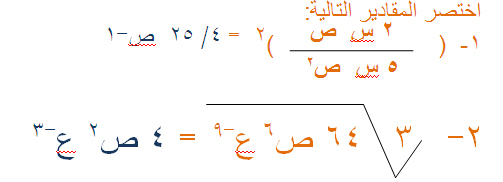 اختصر المقادير التالية:
١- ( ٢ س ص / ٥ س ص٢ )٢ = ٤/ ٢٥ ص–١
٢– ٣√ ٦٤ ص٦ ع–٩ = ٤ ص٢ ع–٣